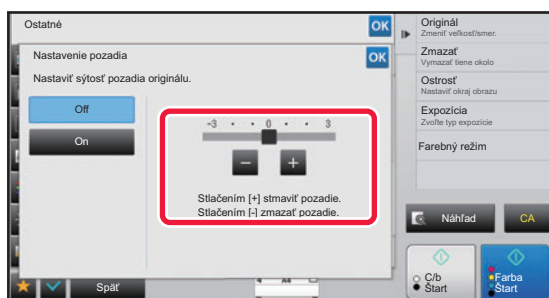 Ostatné
OK
Nastavenie pozadia
OK
Nastaviť sýtosť pozadia originálu.
Off
On
-3 0 3
- +
Stlačením [+] stmaviť pozadie.
Stlačením [-] zmazať pozadie.
Späť
A4
Originál
Zmeniť veľkosť/smer.
Zmazať
Vymazať tiene okolo
Ostrosť
Nastaviť okraj obrazu
Expozícia
Zvoľte typ expozície
Farebný režim
Náhľad
CA
C/b
Štart
Farba
Štart